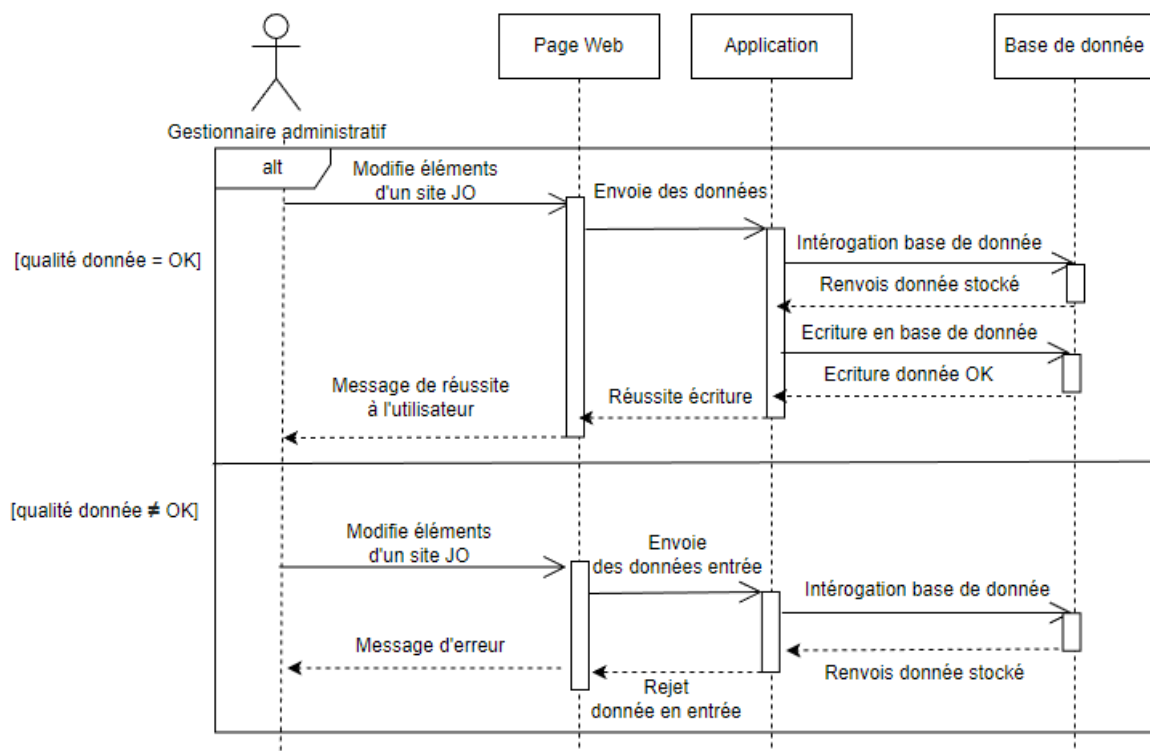 Page Web
Application
Base de donnée
Gestionnaire administratif
alt
Modifie éléments
d'un site JO
Envoie des données
[qualité donnée = OK]
Intérogation base de donnée
Renvois donnée stocké
Ecriture en base de donnée
Ecriture donnée OK
Message de réussite
à l'utilisateur
Réussite écriture
[qualité donnée ≠ OK]
Modifie éléments
d'un site JO
Envoie
des données entrée
Intérogation base de donnée
Message d'erreur
Renvois donnée stocké
Rejet
donnée en entrée